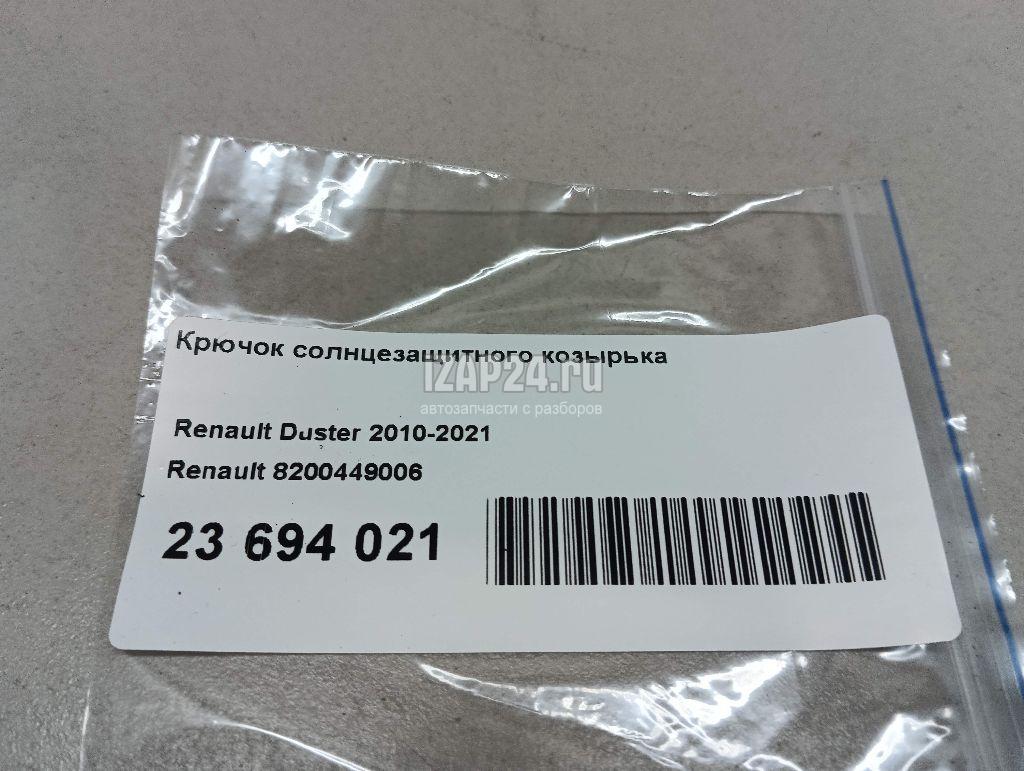 Крючок солнцезащитного козырька
IZAP24.ru
автозапчасти с разборов
Renault Duster 2010-2021
Renault 8200449006
23 694 021